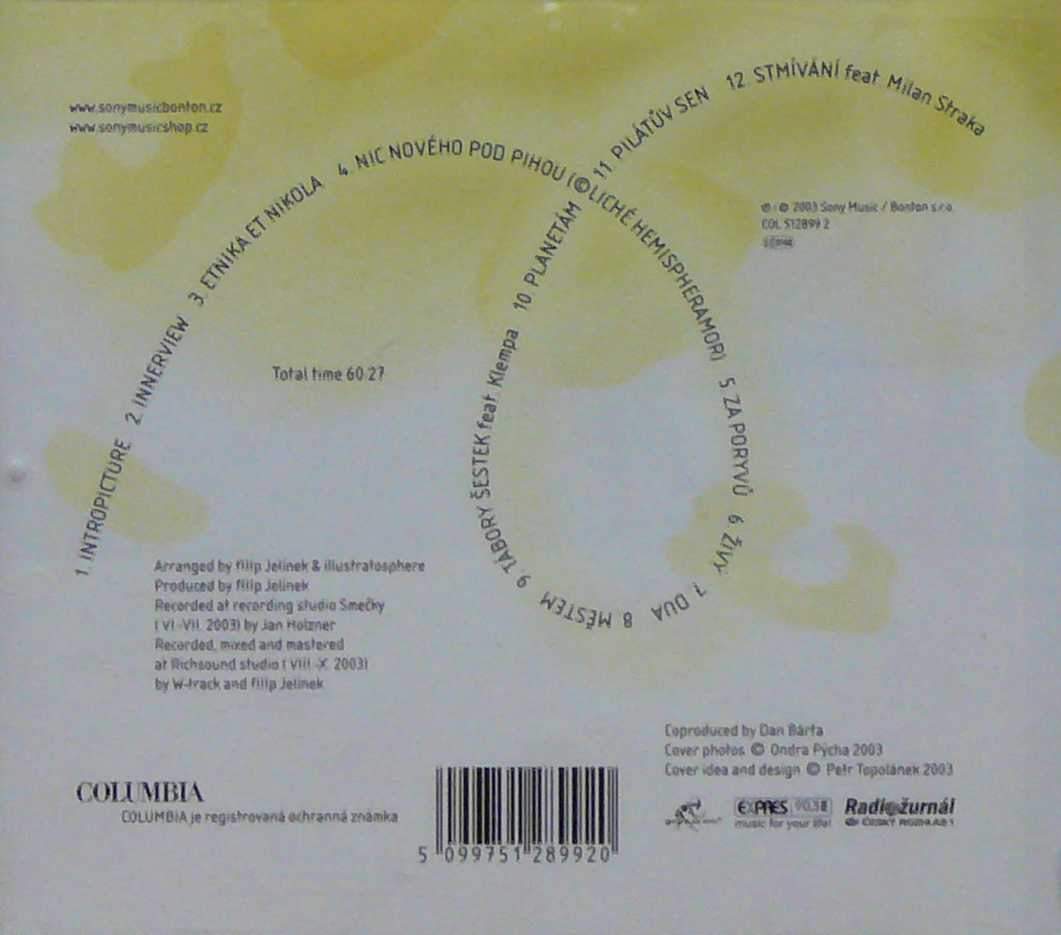 www.sonymusicbonton.cz
www.sonymusicshop.cz
1. INTROPICTURE
2. INNERVIEW
3. ETNIKA ET NIKOLA
4. NIC NOVÉHO POD PIHOU (© LICHÉ HEMISPHERAMOR)
5 ZA PORYVŮ
6 ŽIVÝ
7. DUA
8 MĚSTEM
9. TÁBORY ŠESTEK feat Klempa
10 PLANETÁM
11 PILÁTŮV SEN
12. STMÍVÁNÍ feat. Milan Straka
℗ / © 2003 Sony Music / Bonton s.r.o.
COL 512899 2
Total time 60:27
Arranged by filip Jelínek & illustratosphere
Produced by filip Jelínek
Recorded at recording studio Smečky
( VI.-VII. 2003) by Jan Holzner
Recorded, mixed and mastered
at Richsound studio ( VIII.-X. 2003)
by W-track and filip Jelínek
Coproduced by Dan Bárta
Cover photos © Ondra Pýcha 2003
Cover idea and design © Petr Topolánek 2003
COLUMBIA
COLUMBIA je registrovaná ochranná známka
5 099751 289920
EXPRES 90.3
music for your life!
Radiožurnál
ČESKÝ ROZHLAS 1